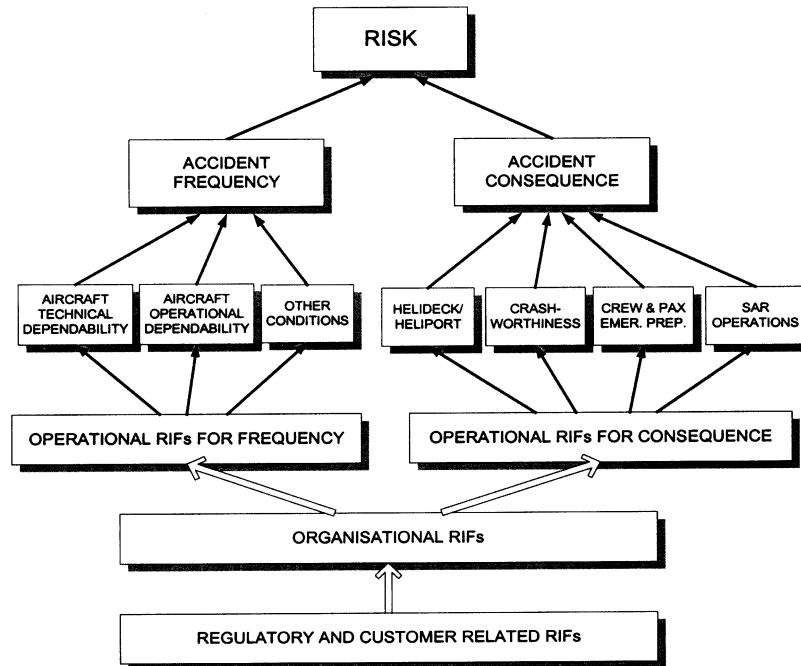 RISK
ACCIDENT
FREQUENCY
ACCIDENT
CONSEQUENCE
AIRCRAFT
TECHNICAL
DEPENDABILITY
AIRCRAFT
OPERATIONAL
DEPENDABILITY
OTHER
CONDITIONS
HELIDECK/
HELIPORT
CRASH-
WORTHINESS
CREW & PAX
EMER. PREP.
SAR
OPERATIONS
OPERATIONAL RIFs FOR FREQUENCY
OPERATIONAL RIFs FOR CONSEQUENCE
ORGANISATIONAL RIFs
REGULATORY AND CUSTOMER RELATED RIFs